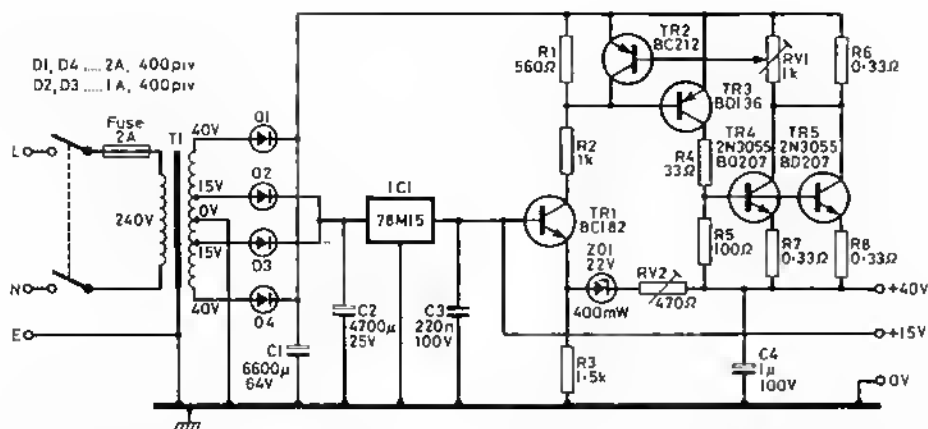 D1, D4 ..... 2A, 400piv
D2, D3 ..... 1A, 400piv
Fuse
2A
L
N
E
240V
T1
40V
15V
0V
15V
40V
D1
D2
D3
D4
C1
6600μ
64V
C2
4700μ
25V
IC1
78M15
C3
220n
100V
R1
560Ω
R2
1k
TR1
BC182
ZD1
22V
400mW
R3
1.5k
RV2
470Ω
TR2
BC212
TR3
BD136
R4
33Ω
R5
100Ω
RV1
1k
R6
0.33Ω
TR4
2N3055
BD207
TR5
2N3055
BD207
R7
0.33Ω
R8
0.33Ω
C4
1μ
100V
+40V
+15V
0V